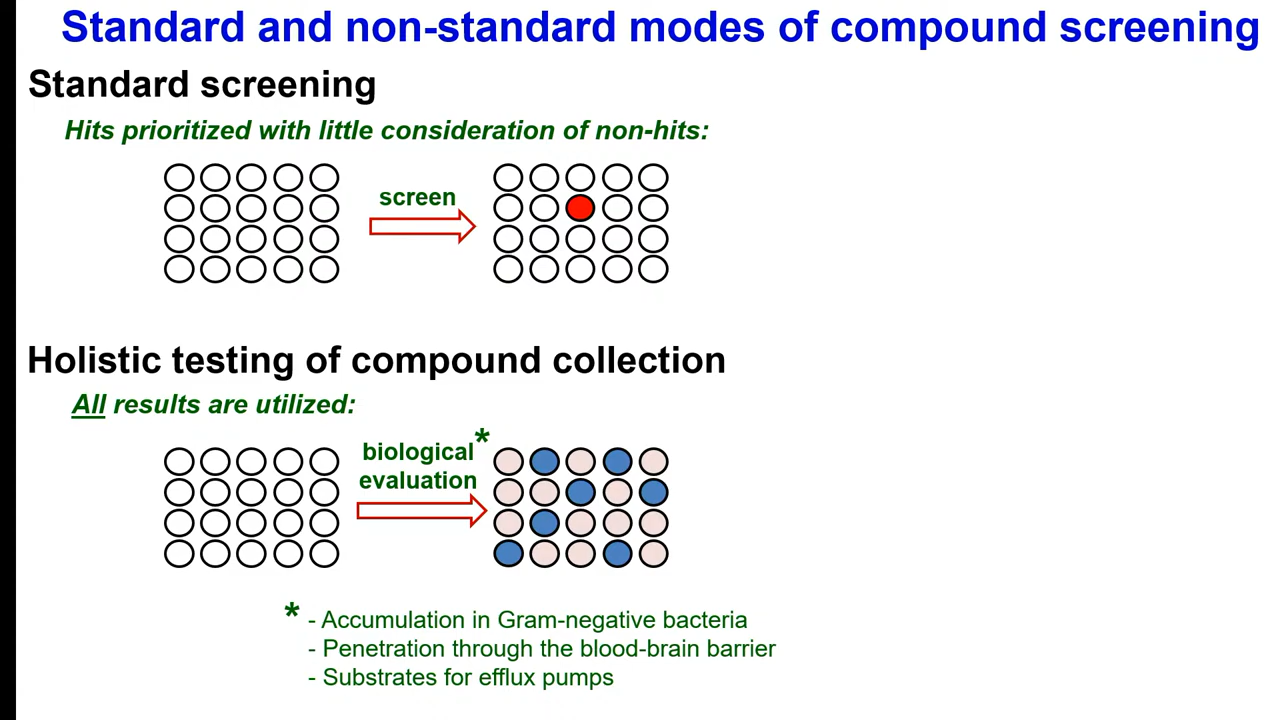 Standard and non-standard modes of compound screening
Standard screening
Hits prioritized with little consideration of non-hits:
screen
Holistic testing of compound collection
All results are utilized:
biological*
evaluation
* - Accumulation in Gram-negative bacteria
- Penetration through the blood-brain barrier
- Substrates for efflux pumps